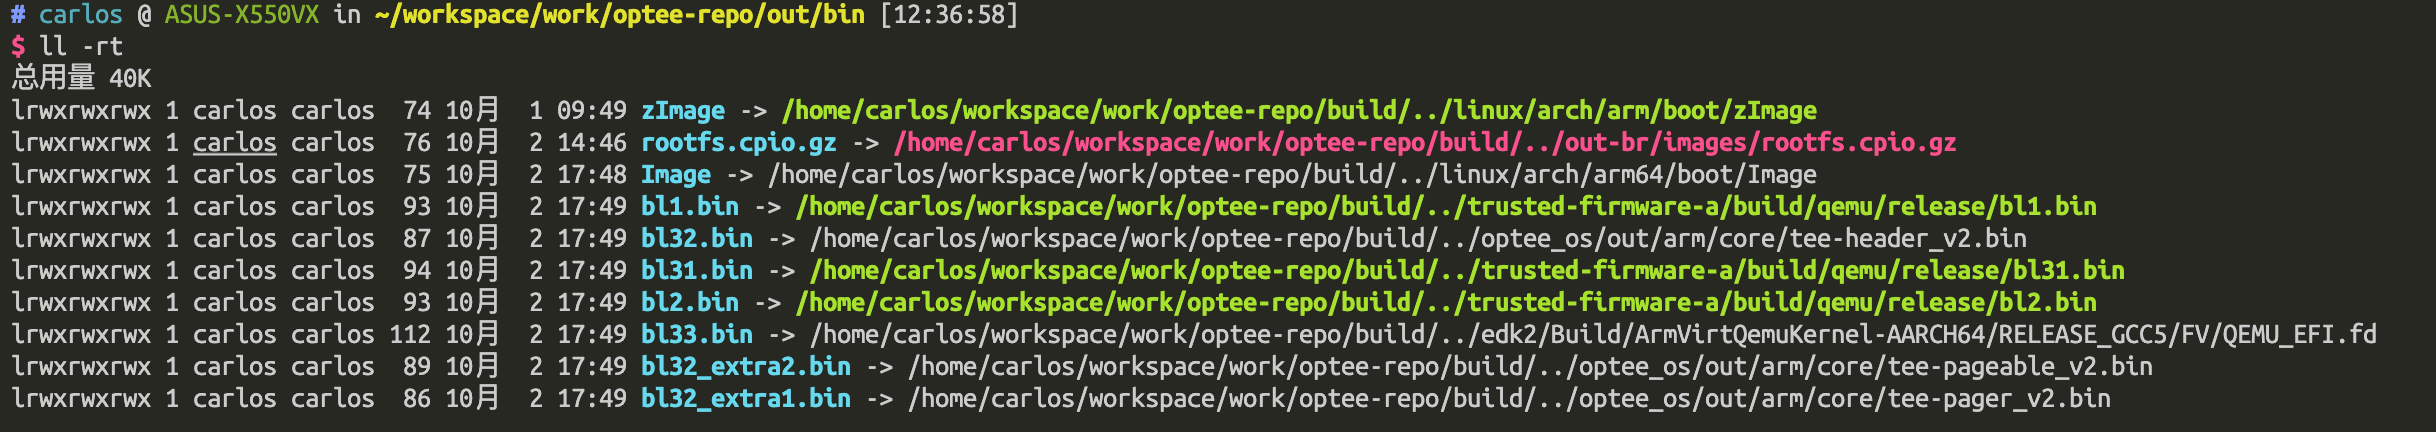 # carlos @ ASUS-X550VX in ~/workspace/work/optee-repo/out/bin [12:36:58]
$ ll -rt
总用量 40K
lrwxrwxrwx 1 carlos carlos  74 10月  1 09:49 zImage -> /home/carlos/workspace/work/optee-repo/build/../linux/arch/arm/boot/zImage
lrwxrwxrwx 1 carlos carlos  76 10月  2 14:46 rootfs.cpio.gz -> /home/carlos/workspace/work/optee-repo/build/../out-br/images/rootfs.cpio.gz
lrwxrwxrwx 1 carlos carlos  75 10月  2 17:48 Image -> /home/carlos/workspace/work/optee-repo/build/../linux/arch/arm64/boot/Image
lrwxrwxrwx 1 carlos carlos  93 10月  2 17:49 bl1.bin -> /home/carlos/workspace/work/optee-repo/build/../trusted-firmware-a/build/qemu/release/bl1.bin
lrwxrwxrwx 1 carlos carlos  87 10月  2 17:49 bl32.bin -> /home/carlos/workspace/work/optee-repo/build/../optee_os/out/arm/core/tee-header_v2.bin
lrwxrwxrwx 1 carlos carlos  94 10月  2 17:49 bl31.bin -> /home/carlos/workspace/work/optee-repo/build/../trusted-firmware-a/build/qemu/release/bl31.bin
lrwxrwxrwx 1 carlos carlos  93 10月  2 17:49 bl2.bin -> /home/carlos/workspace/work/optee-repo/build/../trusted-firmware-a/build/qemu/release/bl2.bin
lrwxrwxrwx 1 carlos carlos 112 10月  2 17:49 bl33.bin -> /home/carlos/workspace/work/optee-repo/build/../edk2/Build/ArmVirtQemuKernel-AARCH64/RELEASE_GCC5/FV/QEMU_EFI.fd
lrwxrwxrwx 1 carlos carlos  89 10月  2 17:49 bl32_extra2.bin -> /home/carlos/workspace/work/optee-repo/build/../optee_os/out/arm/core/tee-pageable_v2.bin
lrwxrwxrwx 1 carlos carlos  86 10月  2 17:49 bl32_extra1.bin -> /home/carlos/workspace/work/optee-repo/build/../optee_os/out/arm/core/tee-pager_v2.bin